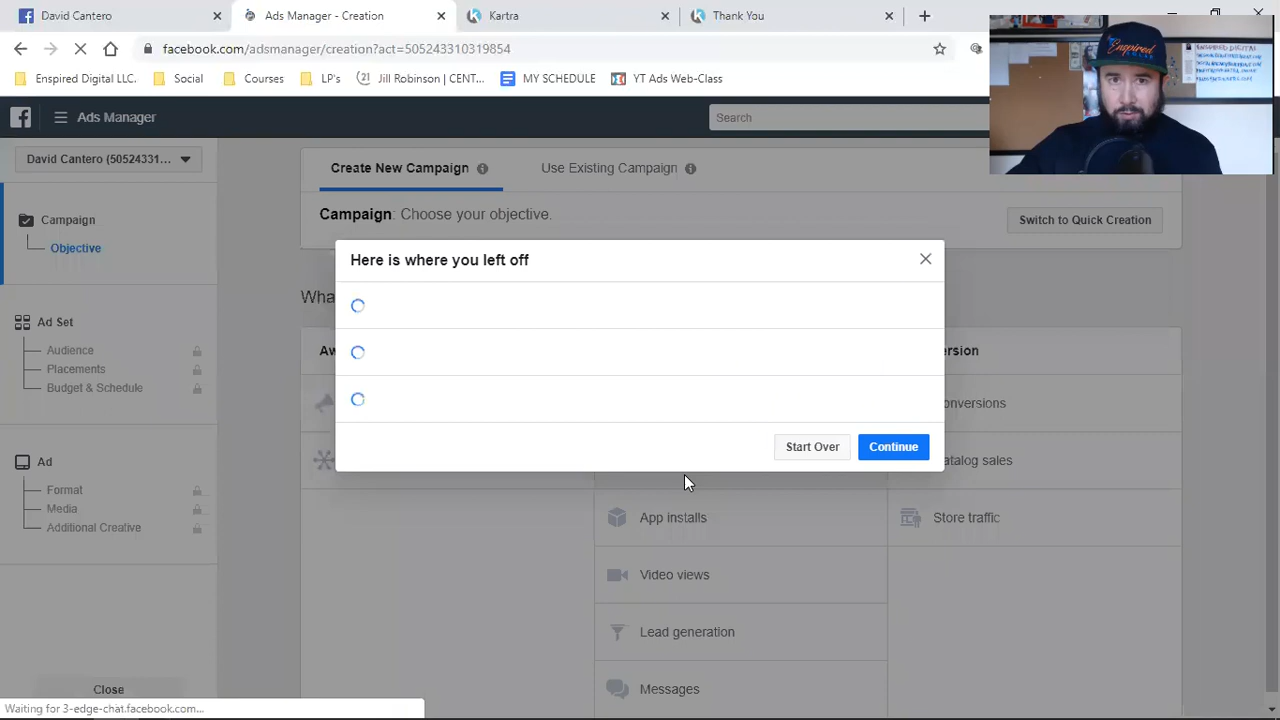 David Cantero
Ads Manager - Creation
Kartra
Thank You
facebook.com/adsmanager/creation?act=505243310319854
Enspired Digital LLC.
Social
Courses
LP's
Jill Robinson | CENT...
SCHEDULE
YT Ads Web-Class
Ads Manager
Search
David Cantero (50524331...
Create New Campaign
Use Existing Campaign
Campaign
Campaign: Choose your objective.
Switch to Quick Creation
Objective
Here is where you left off
Wha
Ad Set
Audience
Placements
Budget & Schedule
Aw
ersion
onversions
Start Over
Continue
atalog sales
Ad
Format
Media
Additional Creative
App installs
Store traffic
Video views
Lead generation
Messages
Close
Waiting for 3-edge-chat.facebook.com...